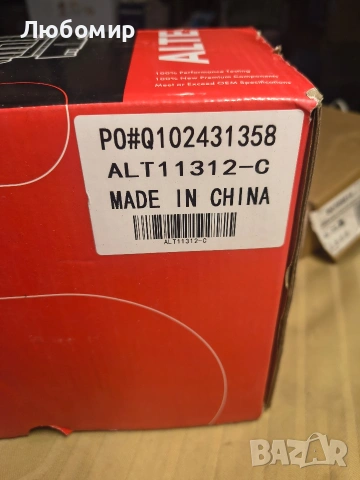 Любомир
ALTE
100% Performance Testing
100% New Premium Components
Meet or Exceed OEM Specifications
PO#Q102431358
ALT11312-C
MADE IN CHINA
ALT11312-C
BAZAR